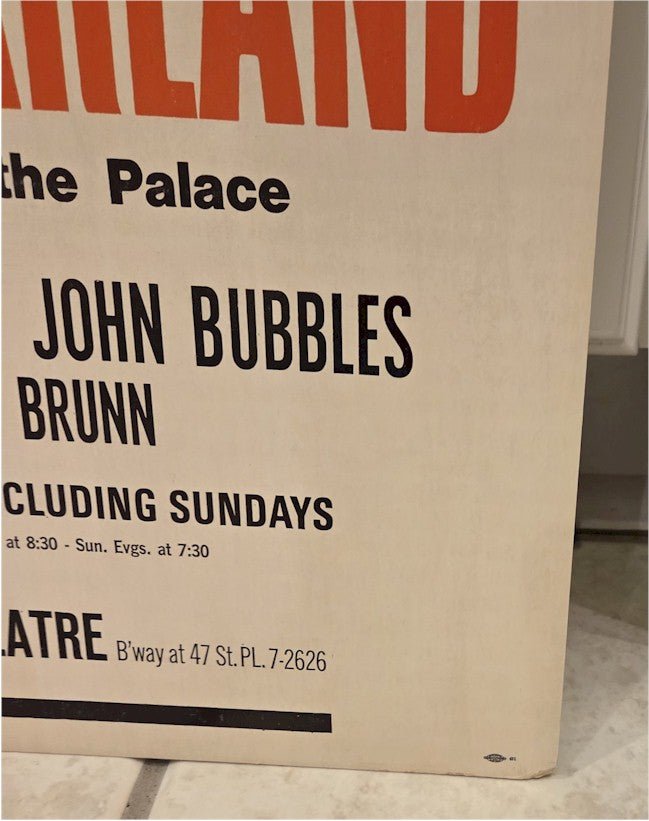 ARLAND
the Palace
JOHN BUBBLES
BRUNN
CLUDING SUNDAYS
at 8:30 - Sun. Evgs. at 7:30
ATRE B'way at 47 St. PL. 7-2626